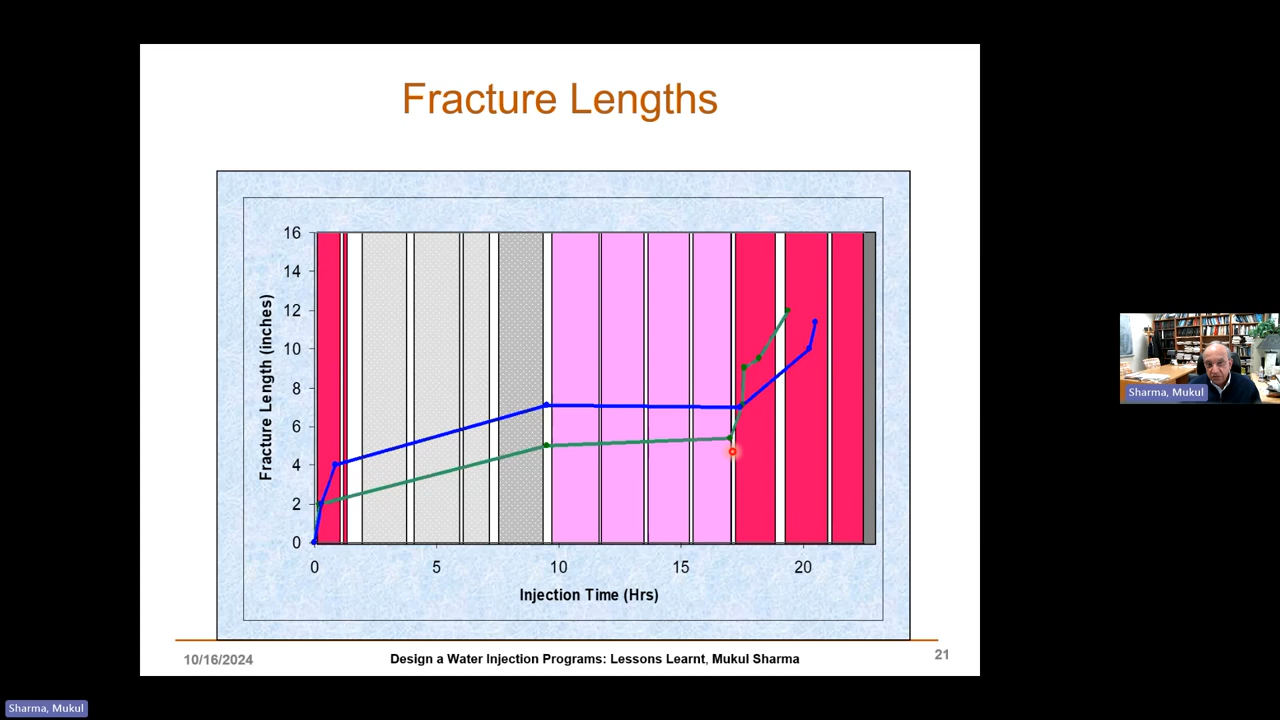 Fracture Lengths
16
14
12
10
8
6
4
2
0
Fracture Length (inches)
0 5 10 15 20
Injection Time (Hrs)
10/16/2024
Design a Water Injection Programs: Lessons Learnt, Mukul Sharma
21
Sharma, Mukul
Sharma, Mukul